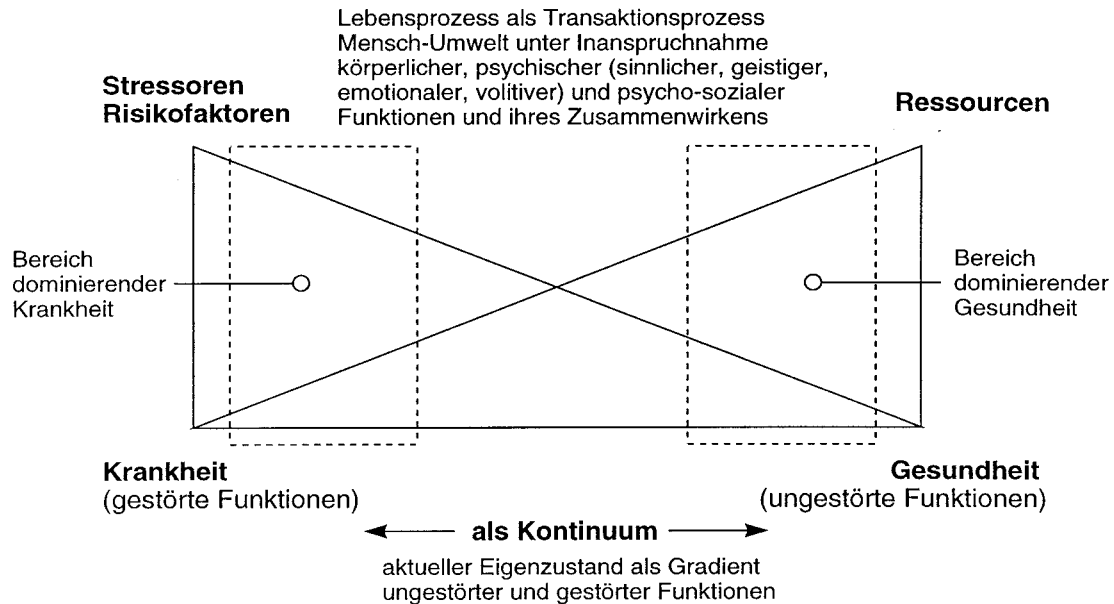 Lebensprozess als Transaktionsprozess
Mensch-Umwelt unter Inanspruchnahme
körperlicher, psychischer (sinnlicher, geistiger,
emotionaler, volitiver) und psycho-sozialer
Funktionen und ihres Zusammenwirkens
Stressoren
Risikofaktoren
Ressourcen
Bereich
dominierender
Krankheit
Bereich
dominierender
Gesundheit
Krankheit
(gestörte Funktionen)
Gesundheit
(ungestörte Funktionen)
als Kontinuum
aktueller Eigenzustand als Gradient
ungestörter und gestörter Funktionen